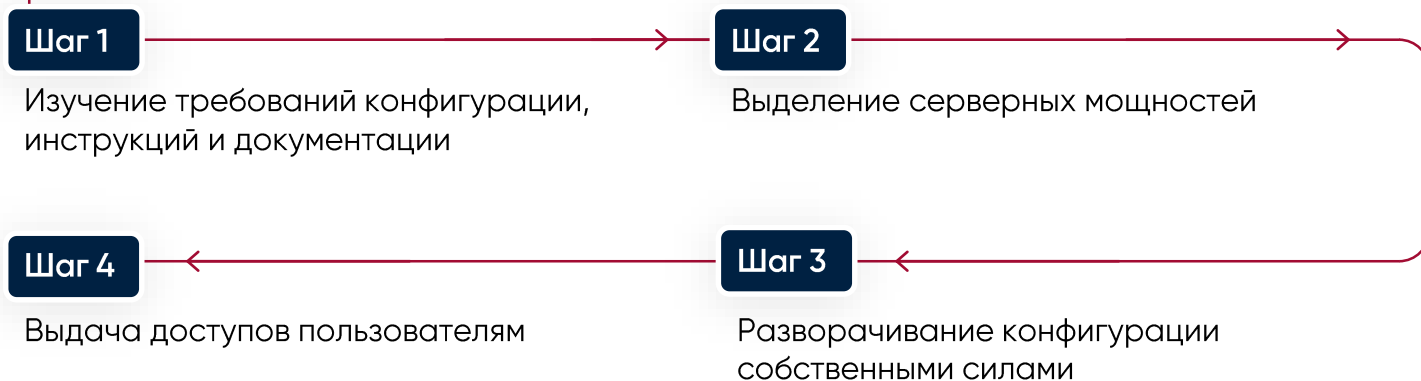 Шаг 1
Изучение требований конфигурации,
инструкций и документации
Шаг 2
Выделение серверных мощностей
Шаг 3
Разворачивание конфигурации
собственными силами
Шаг 4
Выдача доступов пользователям